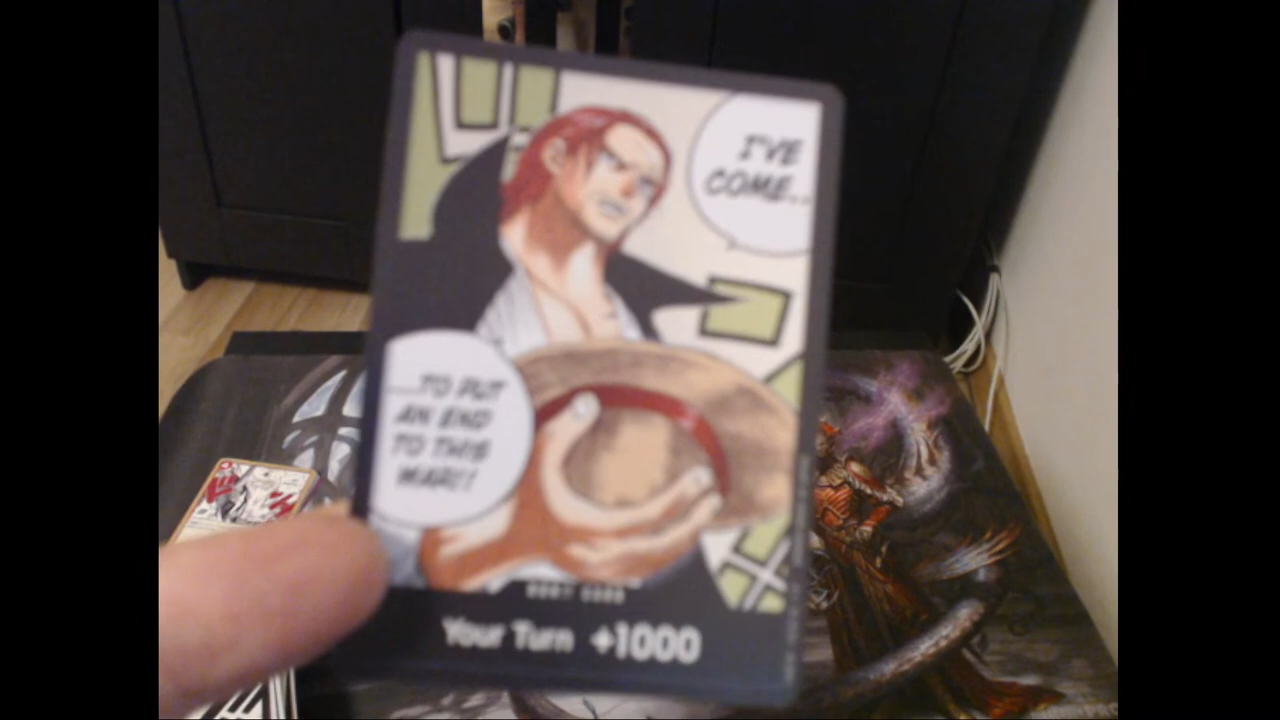 I'VE
COME..
...TO PUT
AN END
TO THIS
WAR!!
Your Turn +1000